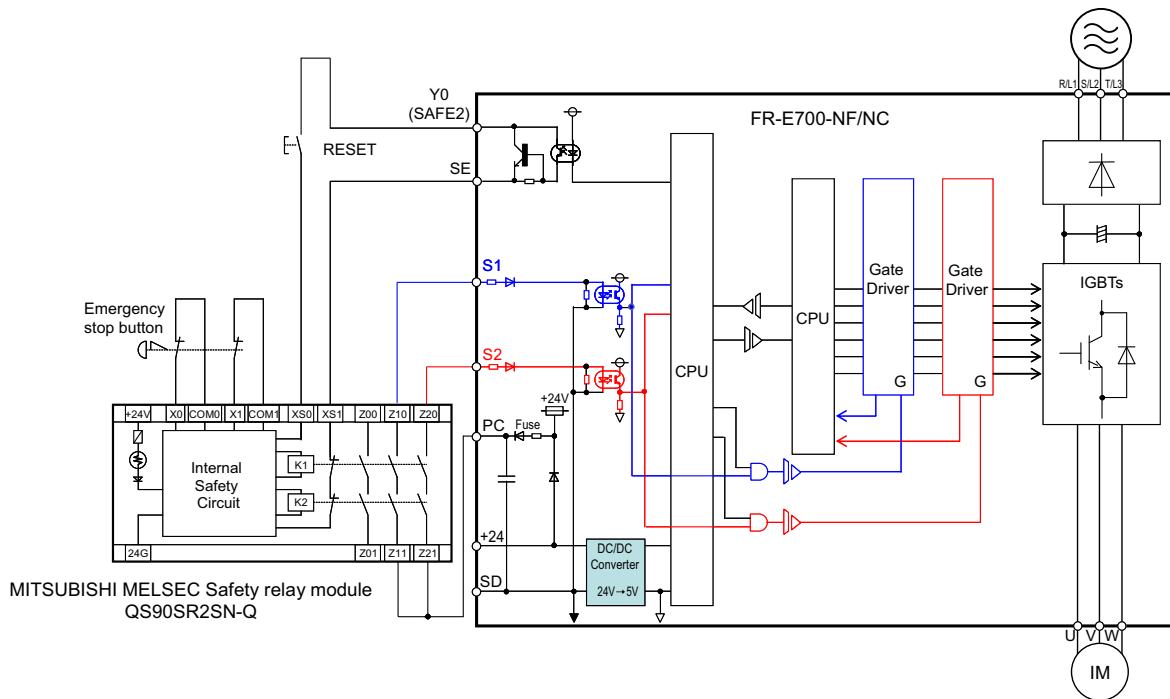 R/L1 S/L2 T/L3
Y0
(SAFE2)
FR-E700-NF/NC
RESET
SE
S1
Gate
Driver
Gate
Driver
IGBTs
Emergency
stop button
CPU
S2
CPU
G
G
+24V
+24V X0 COM0 X1 COM1 XS0 XS1 Z00 Z10 Z20
PC Fuse
Internal
Safety
Circuit
K1
K2
+24
24G Z01 Z11 Z21
DC/DC
Converter
24V→5V
SD
MITSUBISHI MELSEC Safety relay module
QS90SR2SN-Q
U V W
IM